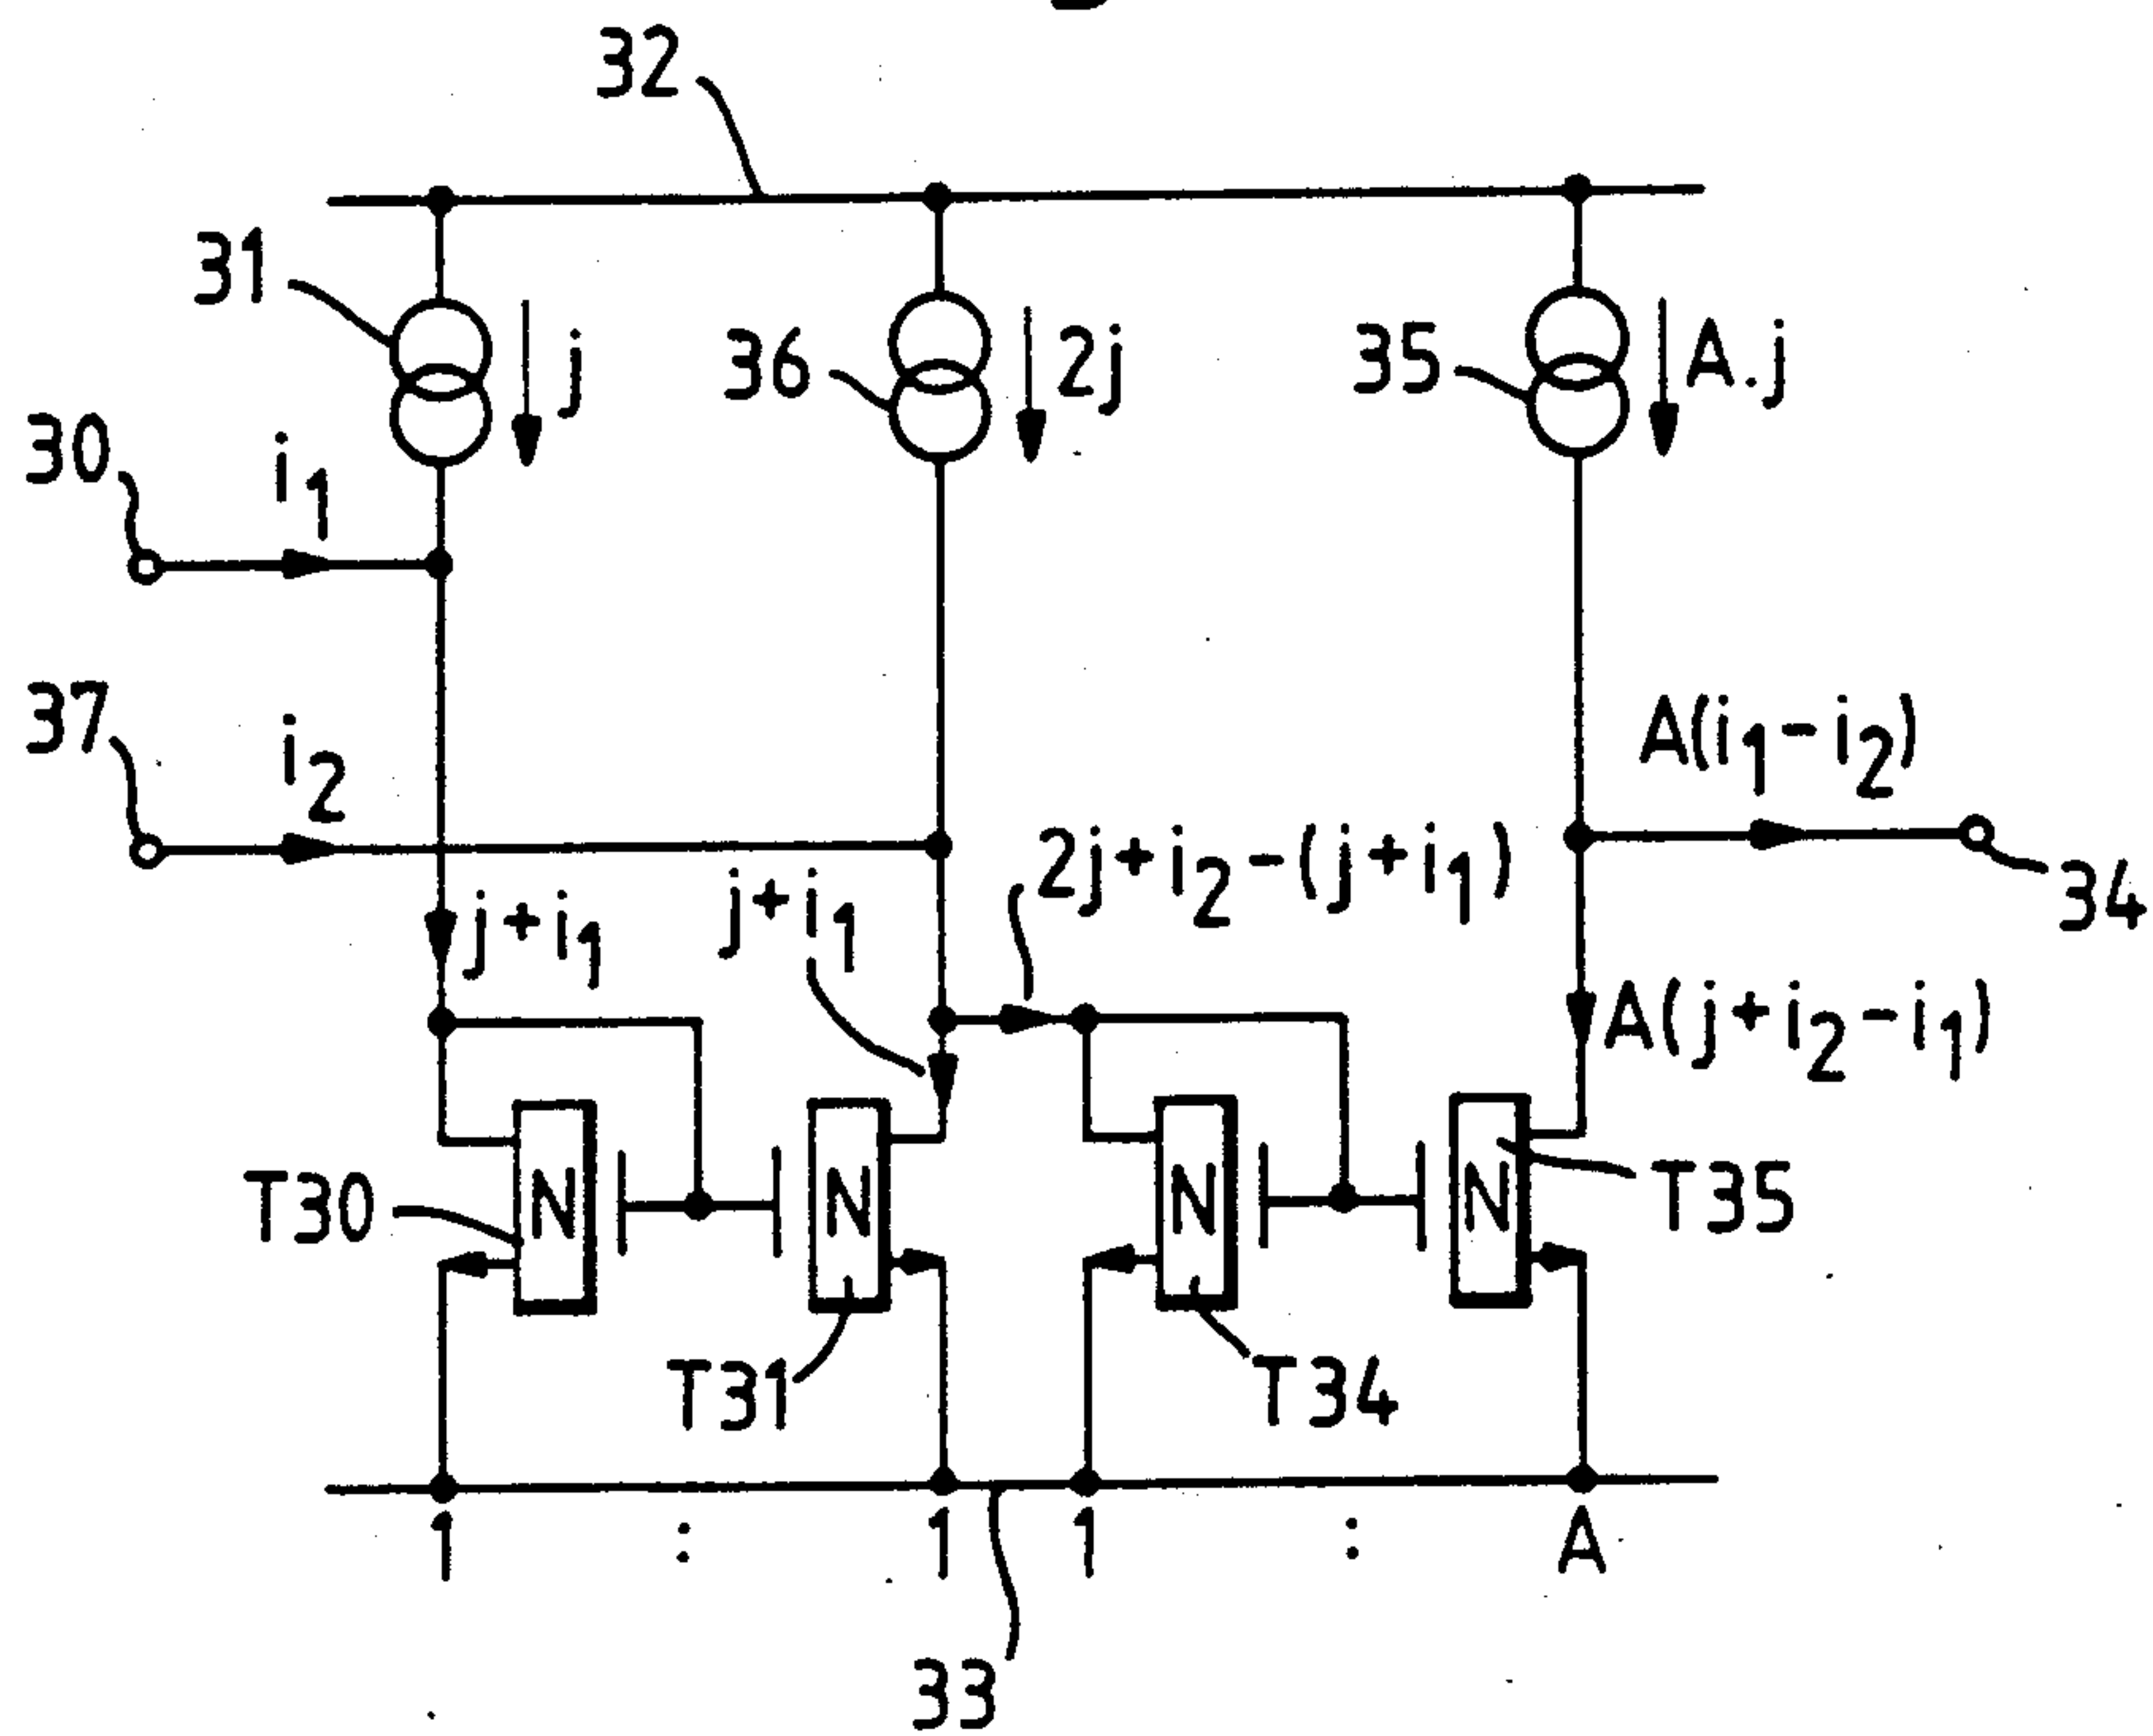 32
31
j
36
2j
35
A.j
30
i1
37
i2
A(i1-i2)
2j+i2-(j+i1)
34
j+i1
j+i1
A(j+i2-i1)
N
N
N
N
T30
T35
T31
T34
1 : 1 1 : A
33